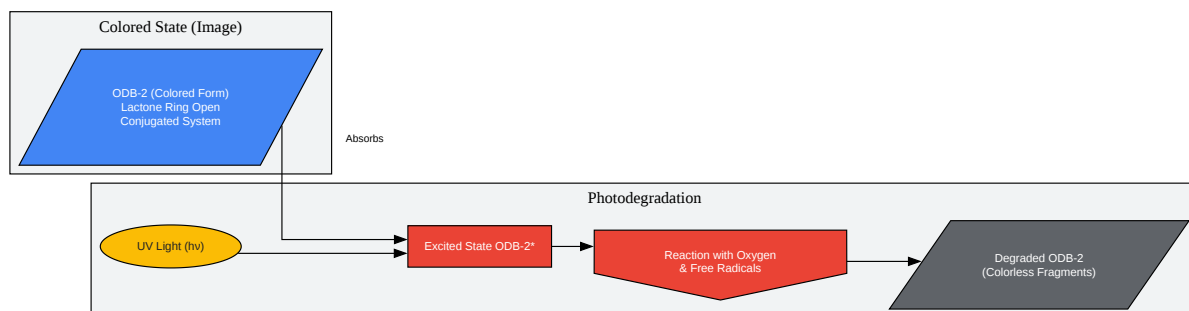 Colored State (Image)
ODB-2 (Colored Form)
Lactone Ring Open
Conjugated System
Absorbs
Photodegradation
UV Light (hν)
Excited State ODB-2*
Reaction with Oxygen
& Free Radicals
Degraded ODB-2
(Colorless Fragments)